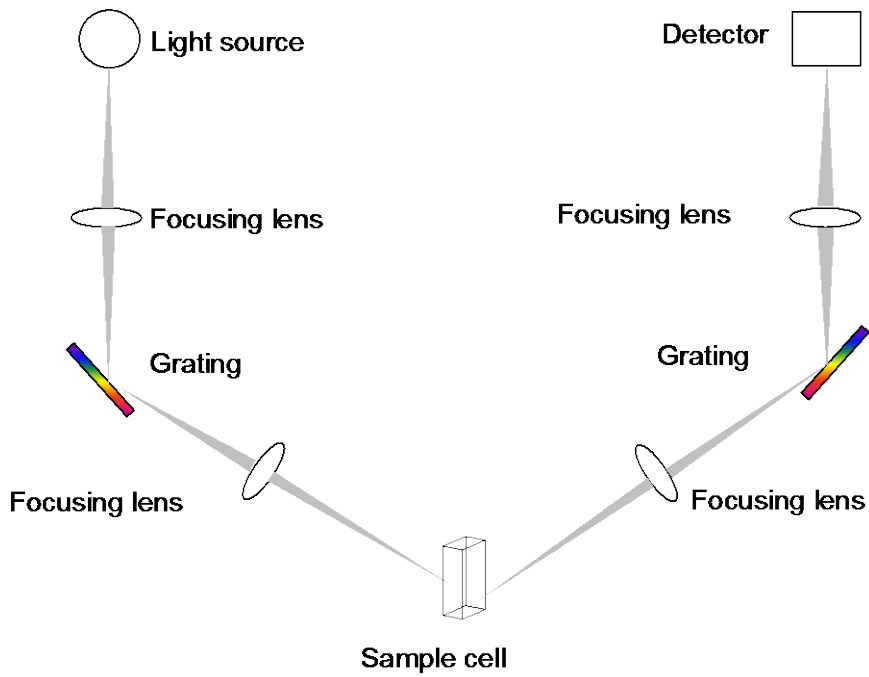 Light source
Detector
Focusing lens
Focusing lens
Grating
Grating
Focusing lens
Focusing lens
Sample cell